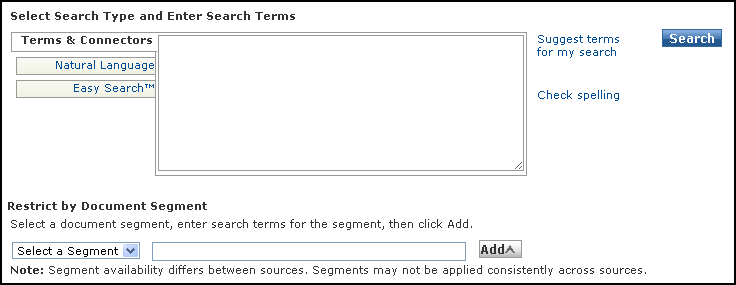 Select Search Type and Enter Search Terms
Terms & Connectors
Natural Language
Easy Search™
Suggest terms
for my search
Check spelling
Search
Restrict by Document Segment
Select a document segment, enter search terms for the segment, then click Add.
Select a Segment
Add
Note: Segment availability differs between sources. Segments may not be applied consistently across sources.